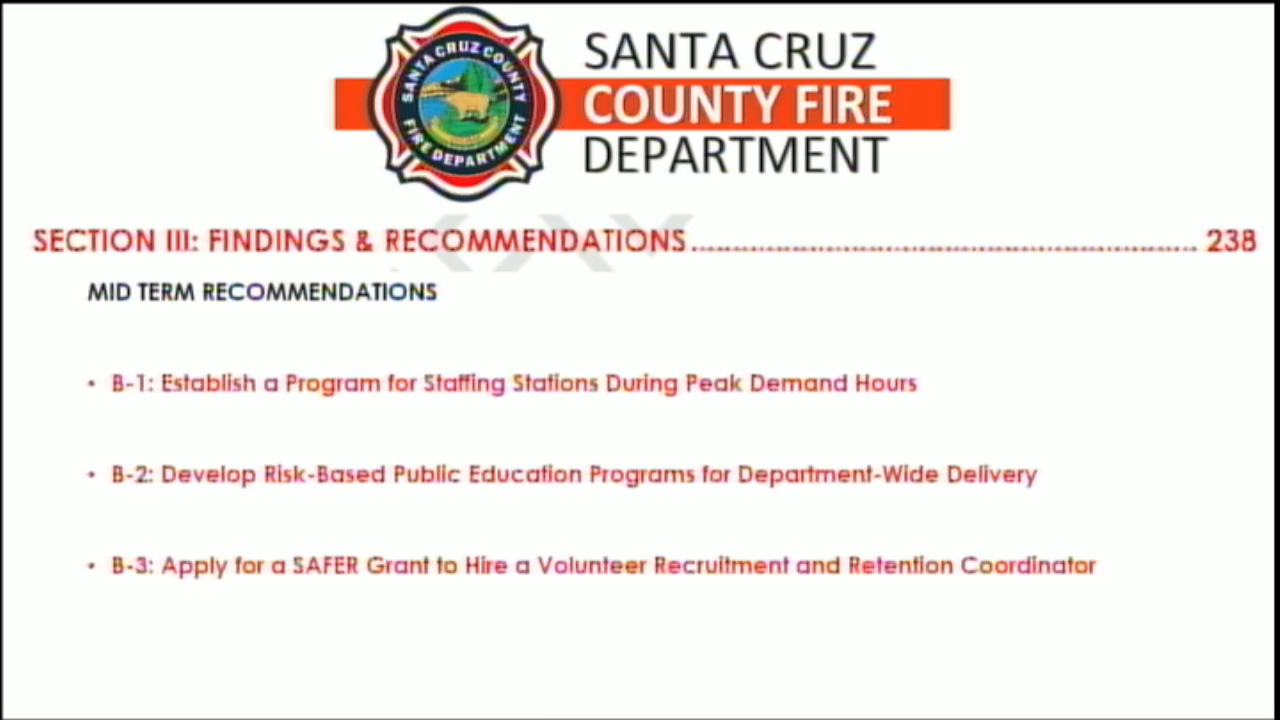 SANTA CRUZ
COUNTY FIRE
DEPARTMENT
SANTA CRUZ COUNTY
FIRE DEPARTMENT
SECTION III: FINDINGS & RECOMMENDATIONS........................................................................ 238
MID TERM RECOMMENDATIONS
• B-1: Establish a Program for Staffing Stations During Peak Demand Hours
• B-2: Develop Risk-Based Public Education Programs for Department-Wide Delivery
• B-3: Apply for a SAFER Grant to Hire a Volunteer Recruitment and Retention Coordinator